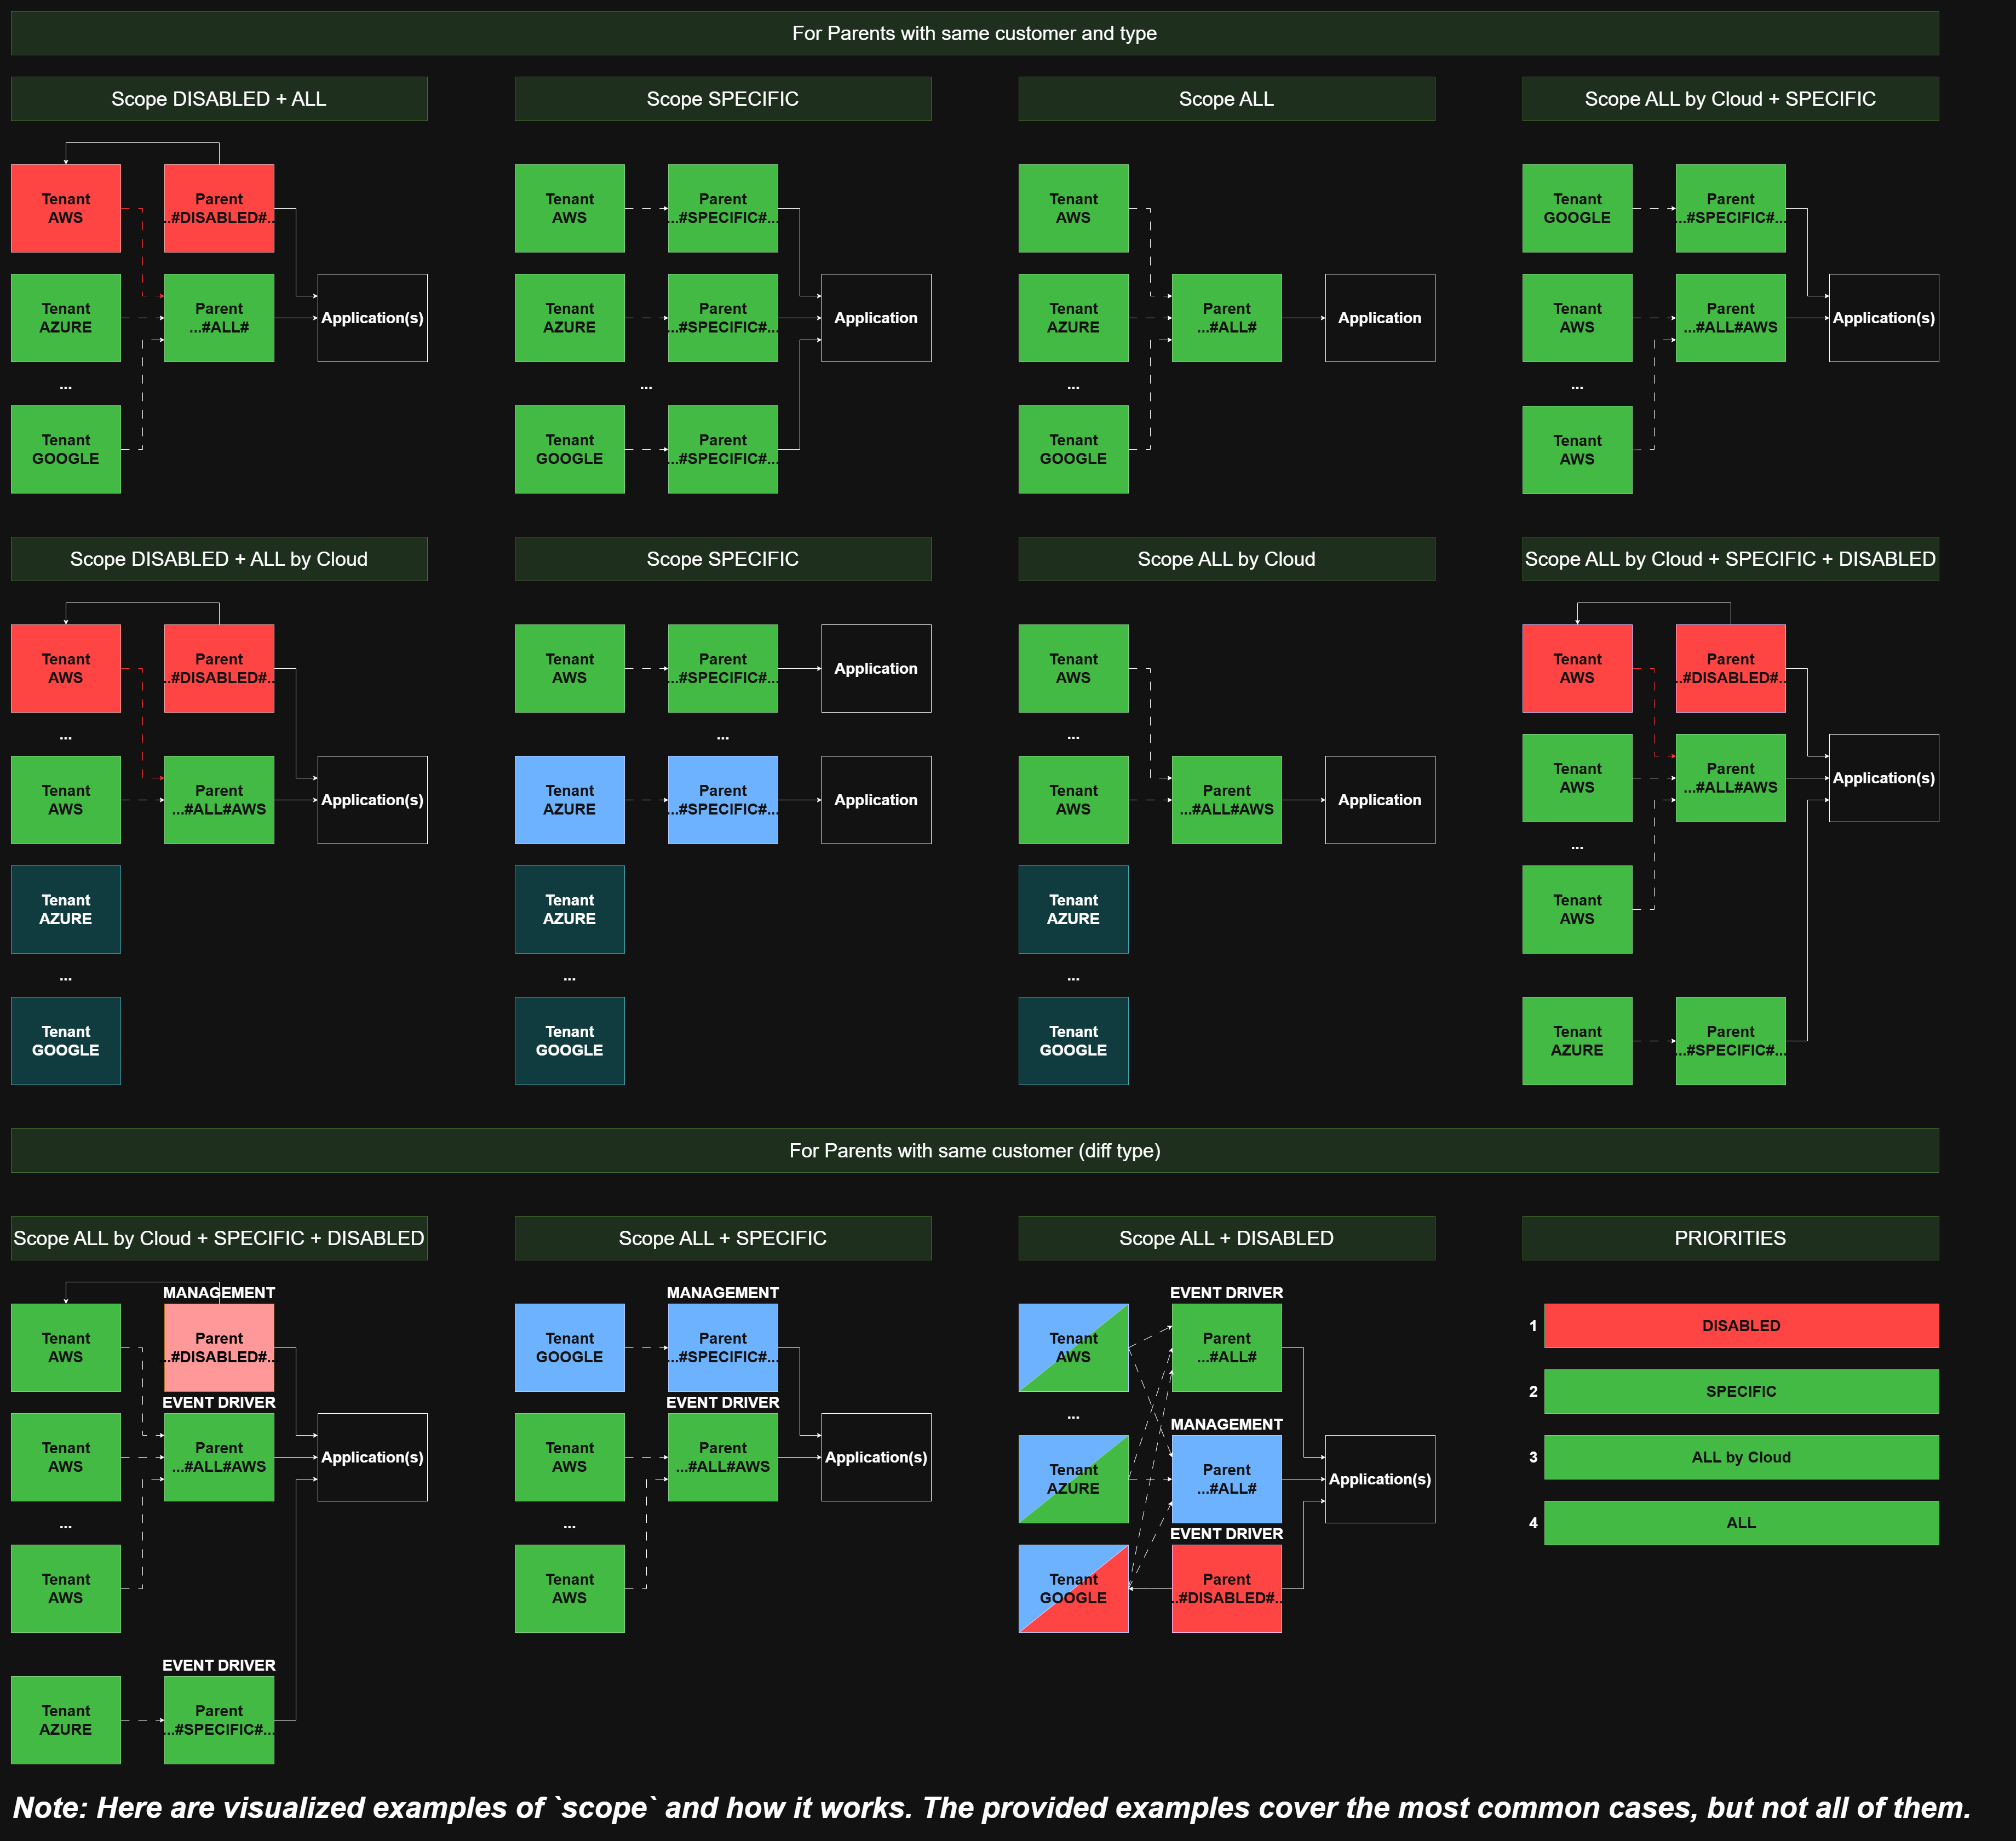 For Parents with same customer and type
Scope DISABLED + ALL
Tenant
AWS
Parent
...#DISABLED#...
Tenant
AZURE
Parent
...#ALL#
Application(s)
...
Tenant
GOOGLE
Scope SPECIFIC
Tenant
AWS
Parent
...#SPECIFIC#...
Tenant
AZURE
Parent
...#SPECIFIC#...
Application
...
Tenant
GOOGLE
Parent
...#SPECIFIC#...
Scope ALL
Tenant
AWS
Tenant
AZURE
Parent
...#ALL#
Application
...
Tenant
GOOGLE
Scope ALL by Cloud + SPECIFIC
Tenant
GOOGLE
Parent
...#SPECIFIC#...
Tenant
AWS
Parent
...#ALL#AWS
Application(s)
...
Tenant
AWS
Scope DISABLED + ALL by Cloud
Tenant
AWS
Parent
...#DISABLED#...
...
Tenant
AWS
Parent
...#ALL#AWS
Application(s)
Tenant
AZURE
...
Tenant
GOOGLE
Scope SPECIFIC
Tenant
AWS
Parent
...#SPECIFIC#...
Application
...
Tenant
AZURE
Parent
...#SPECIFIC#...
Application
Tenant
AZURE
...
Tenant
GOOGLE
Scope ALL by Cloud
Tenant
AWS
...
Tenant
AWS
Parent
...#ALL#AWS
Application
Tenant
AZURE
...
Tenant
GOOGLE
Scope ALL by Cloud + SPECIFIC + DISABLED
Tenant
AWS
Parent
...#DISABLED#...
Tenant
AWS
Parent
...#ALL#AWS
Application(s)
...
Tenant
AWS
Tenant
AZURE
Parent
...#SPECIFIC#...
For Parents with same customer (diff type)
Scope ALL by Cloud + SPECIFIC + DISABLED
MANAGEMENT
Tenant
AWS
Parent
...#DISABLED#...
EVENT DRIVER
Tenant
AWS
Parent
...#ALL#AWS
Application(s)
...
Tenant
AWS
EVENT DRIVER
Tenant
AZURE
Parent
...#SPECIFIC#...
Scope ALL + SPECIFIC
MANAGEMENT
Tenant
GOOGLE
Parent
...#SPECIFIC#...
EVENT DRIVER
Tenant
AWS
Parent
...#ALL#AWS
Application(s)
...
Tenant
AWS
Scope ALL + DISABLED
EVENT DRIVER
Tenant
AWS
Parent
...#ALL#
...
MANAGEMENT
Tenant
AZURE
Parent
...#ALL#
Application(s)
EVENT DRIVER
Tenant
GOOGLE
Parent
...#DISABLED#...
PRIORITIES
1 DISABLED
2 SPECIFIC
3 ALL by Cloud
4 ALL
Note: Here are visualized examples of `scope` and how it works. The provided examples cover the most common cases, but not all of them.